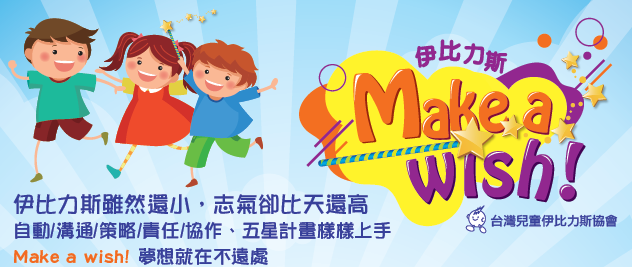 伊比力斯
Make a
wish!
台灣兒童伊比力斯協會
伊比力斯雖然還小，志氣卻比天還高
自動/溝通/策略/責任/協作、五星計畫樣樣上手
Make a wish! 夢想就在不遠處